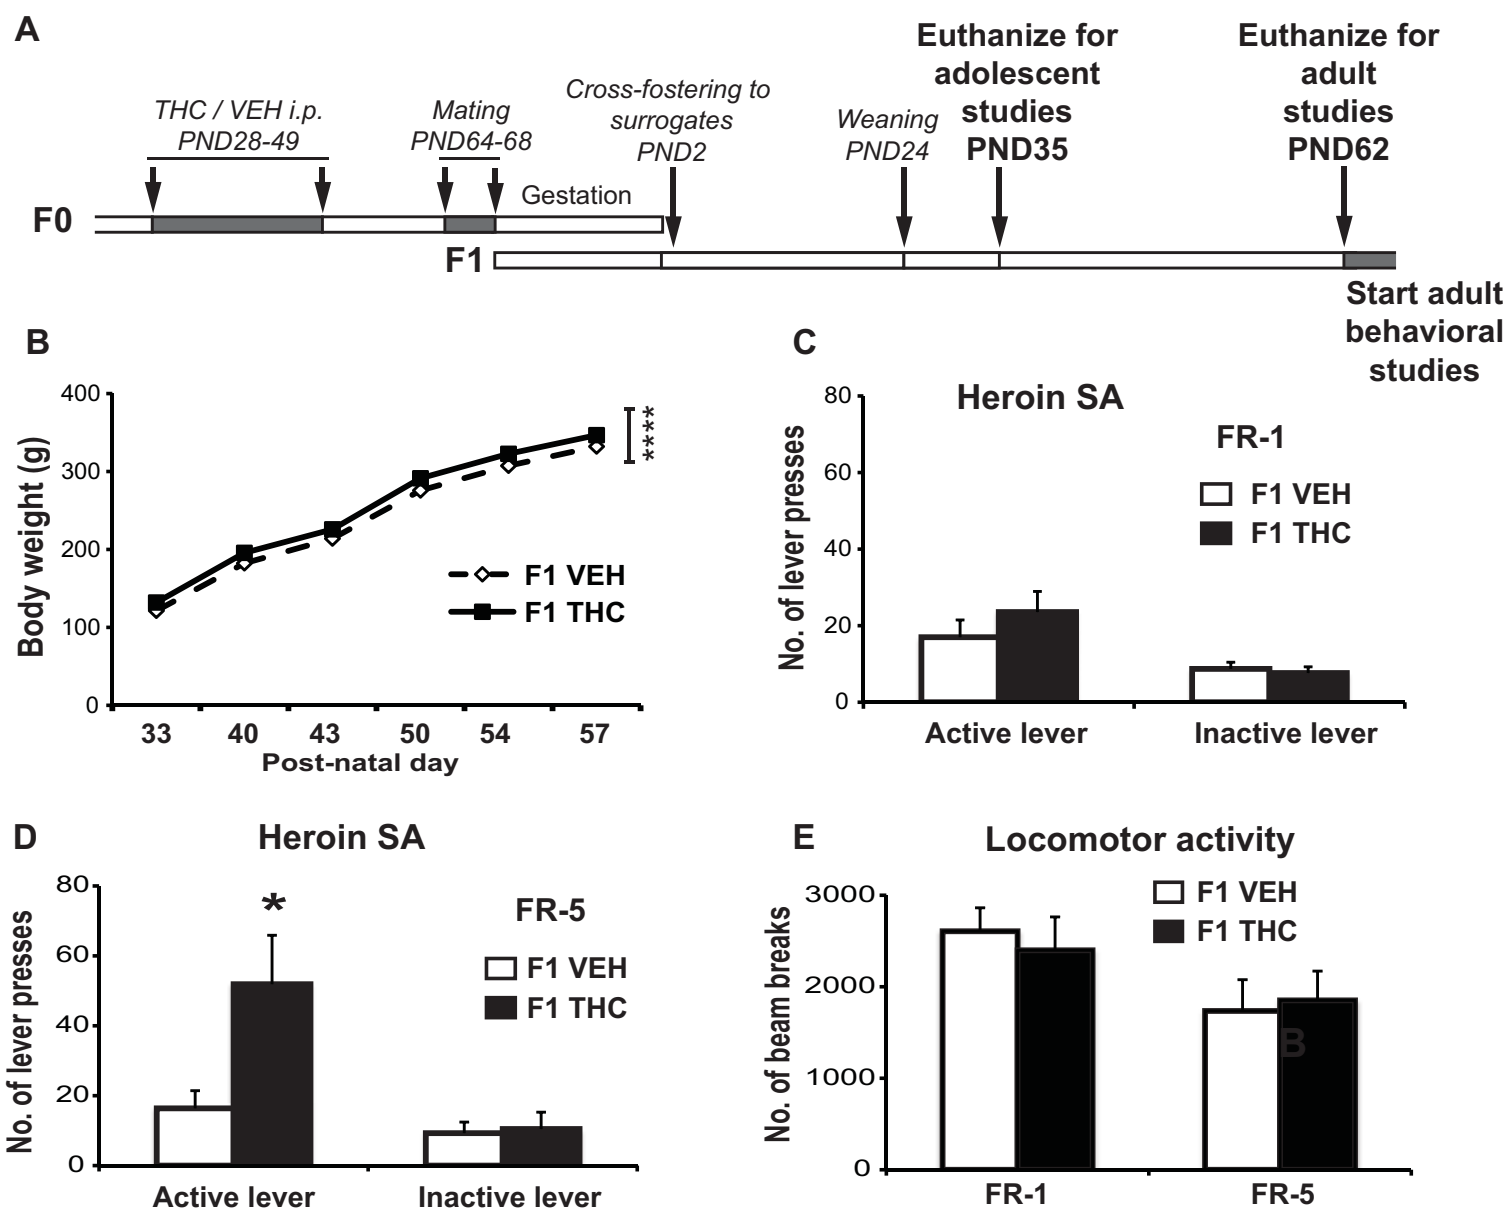 A
THC / VEH i.p.
PND28-49
Mating
PND64-68
Cross-fostering to
surrogates
PND2
Weaning
PND24
Euthanize for
adolescent
studies
PND35
Euthanize for
adult
studies
PND62
Gestation
F0
F1
Start adult
behavioral
studies
B
Body weight (g)
400
300
200
100
0
****
F1 VEH
F1 THC
33 40 43 50 54 57
Post-natal day
C
Heroin SA
No. of lever presses
80
60
40
20
0
FR-1
F1 VEH
F1 THC
Active lever Inactive lever
D
Heroin SA
No. of lever presses
80
60
40
20
0
*
FR-5
F1 VEH
F1 THC
Active lever Inactive lever
E
Locomotor activity
No. of beam breaks
3000
2000
1000
0
F1 VEH
F1 THC
B
FR-1 FR-5